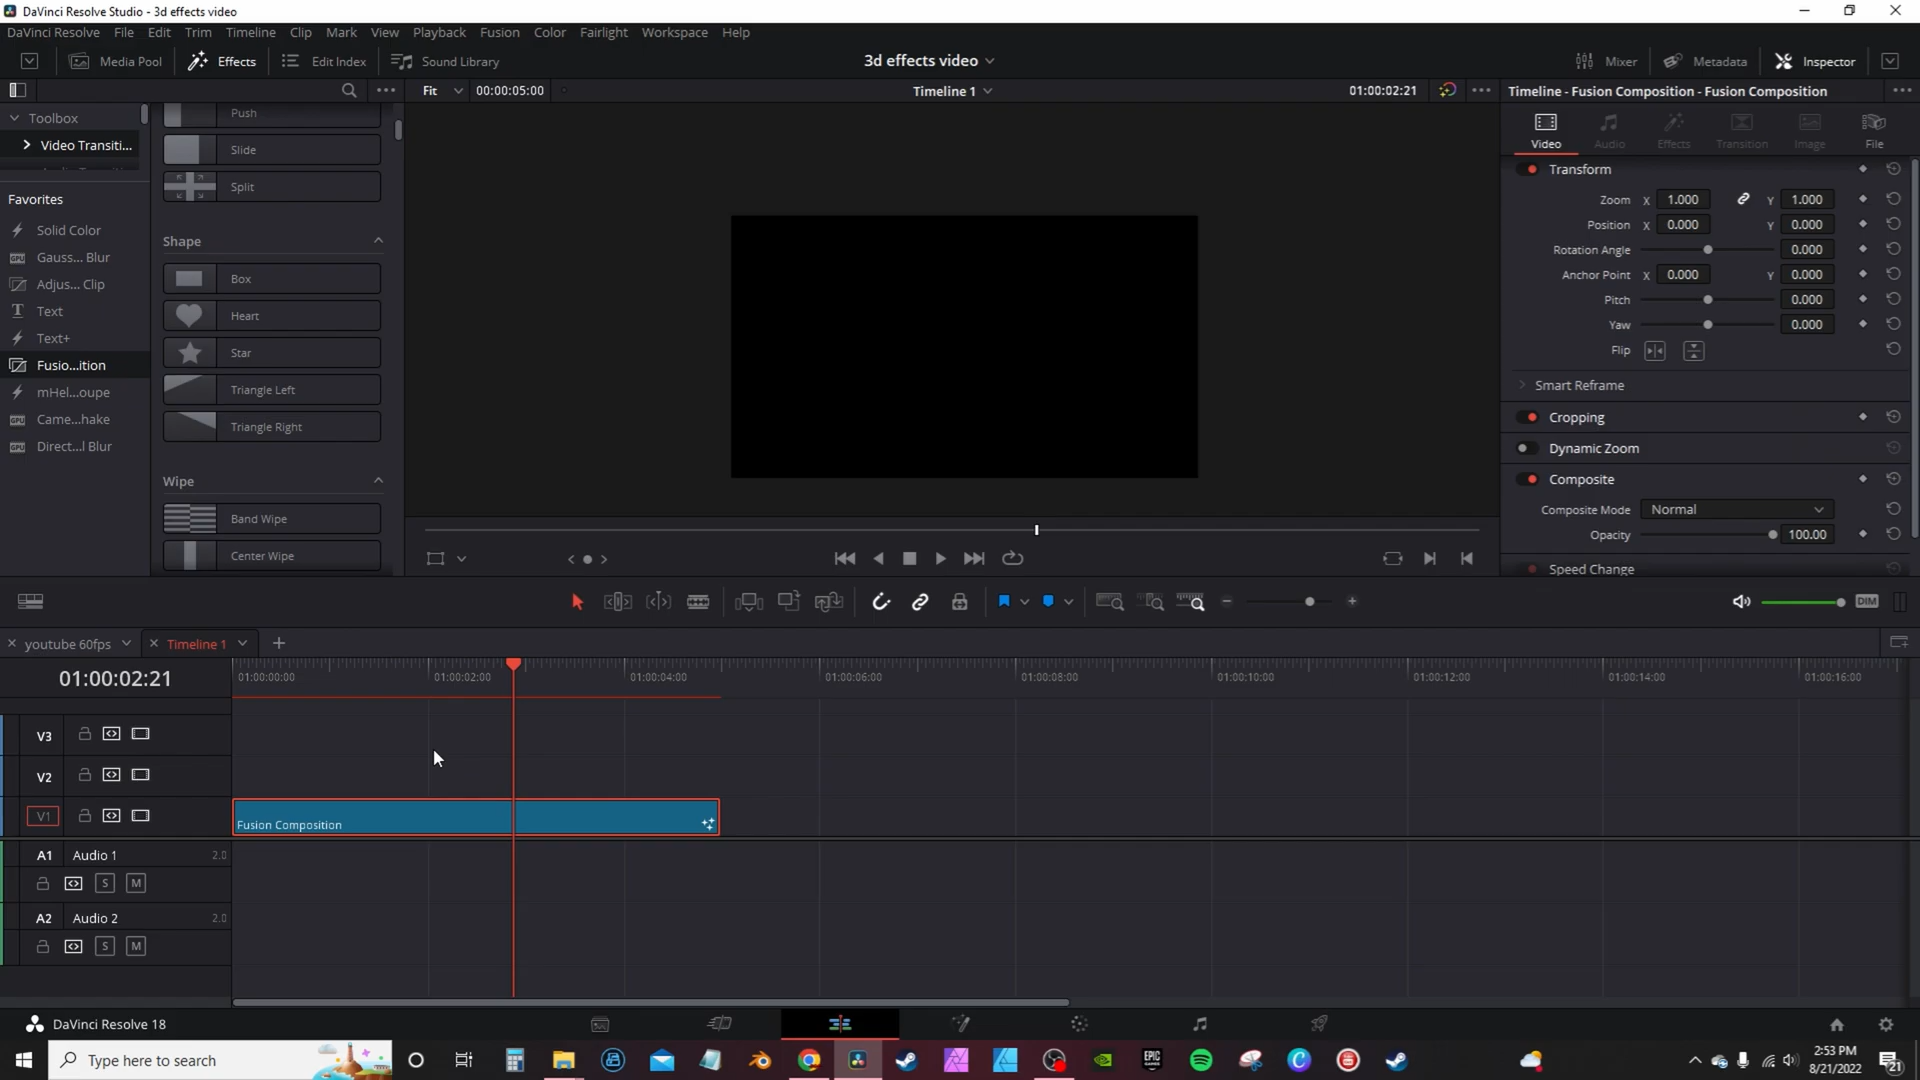 DaVinci Resolve Studio - 3d effects video
DaVinci Resolve File Edit Trim Timeline Clip Mark View Playback Fusion Color Fairlight Workspace Help
Media Pool Effects Edit Index Sound Library 3d effects video Mixer Metadata Inspector
Fit 00:00:05:00 Timeline 1 01:00:02:21 Timeline - Fusion Composition - Fusion Composition
Toolbox
Video Transiti...
Favorites
Solid Color
Gauss... Blur
Adjus... Clip
Text
Text+
Fusio...ition
mHel...oupe
Came...hake
Direct...l Blur
Push
Slide
Split
Shape
Box
Heart
Star
Triangle Left
Triangle Right
Wipe
Band Wipe
Center Wipe
Video Audio Effects Transition Image File
Transform
Zoom X 1.000 Y 1.000
Position X 0.000 Y 0.000
Rotation Angle 0.000
Anchor Point X 0.000 Y 0.000
Pitch 0.000
Yaw 0.000
Flip
Smart Reframe
Cropping
Dynamic Zoom
Composite
Composite Mode Normal
Opacity 100.00
Speed Change
DIM
youtube 60fps Timeline 1
01:00:02:21 01:00:00:00 01:00:02:00 01:00:04:00 01:00:06:00 01:00:08:00 01:00:10:00 01:00:12:00 01:00:14:00 01:00:16:00
V3
V2
V1 Fusion Composition
A1 Audio 1 2.0
S M
A2 Audio 2 2.0
S M
DaVinci Resolve 18
Type here to search
EPIC GAMES
2:53 PM
8/21/2022
21